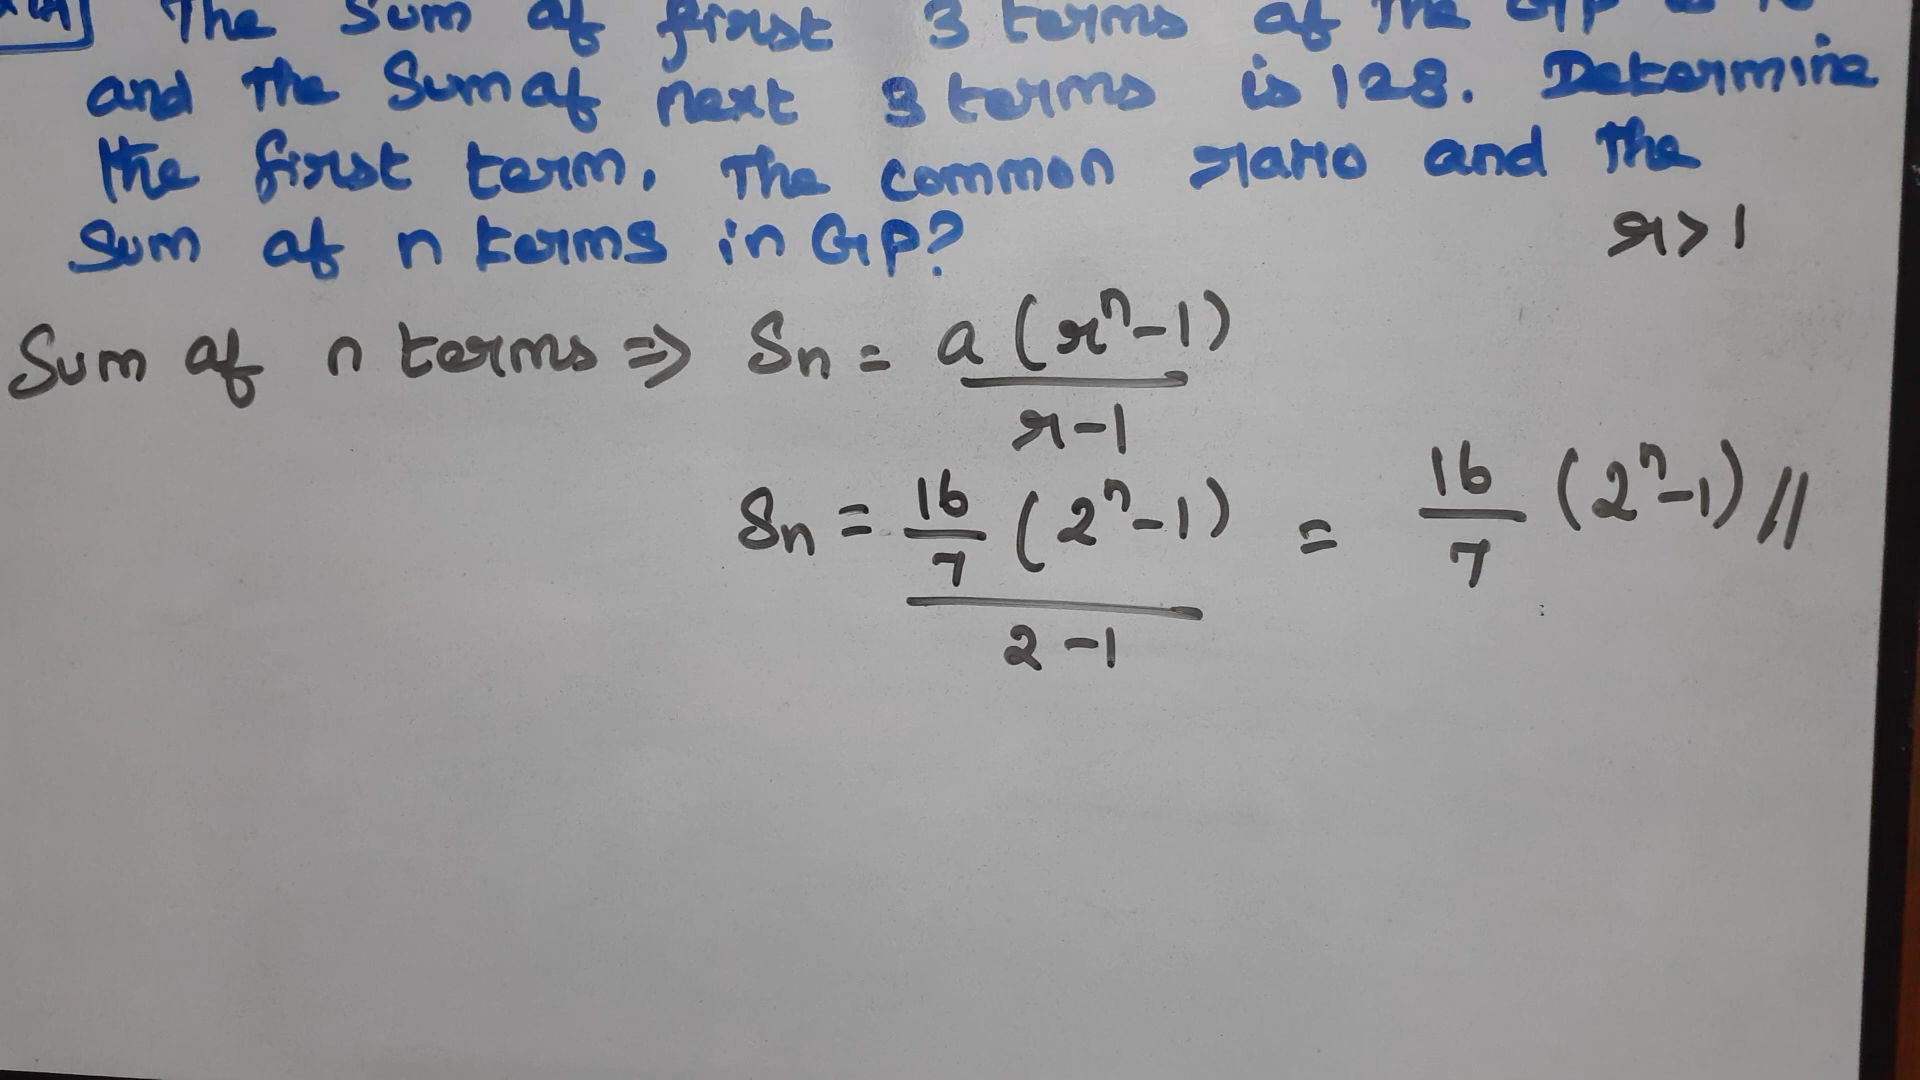 The Sum of first 3 terms of the GP is
and The Sum of next 3 terms is 128. Determine
the first term, The common ratio and The
Sum of n terms in GP?
r > 1
Sum of n terms ⇒ Sn = a (r^n - 1) / r - 1
Sn = 16/7 (2^n - 1) / 2 - 1 = 16/7 (2^n - 1) //